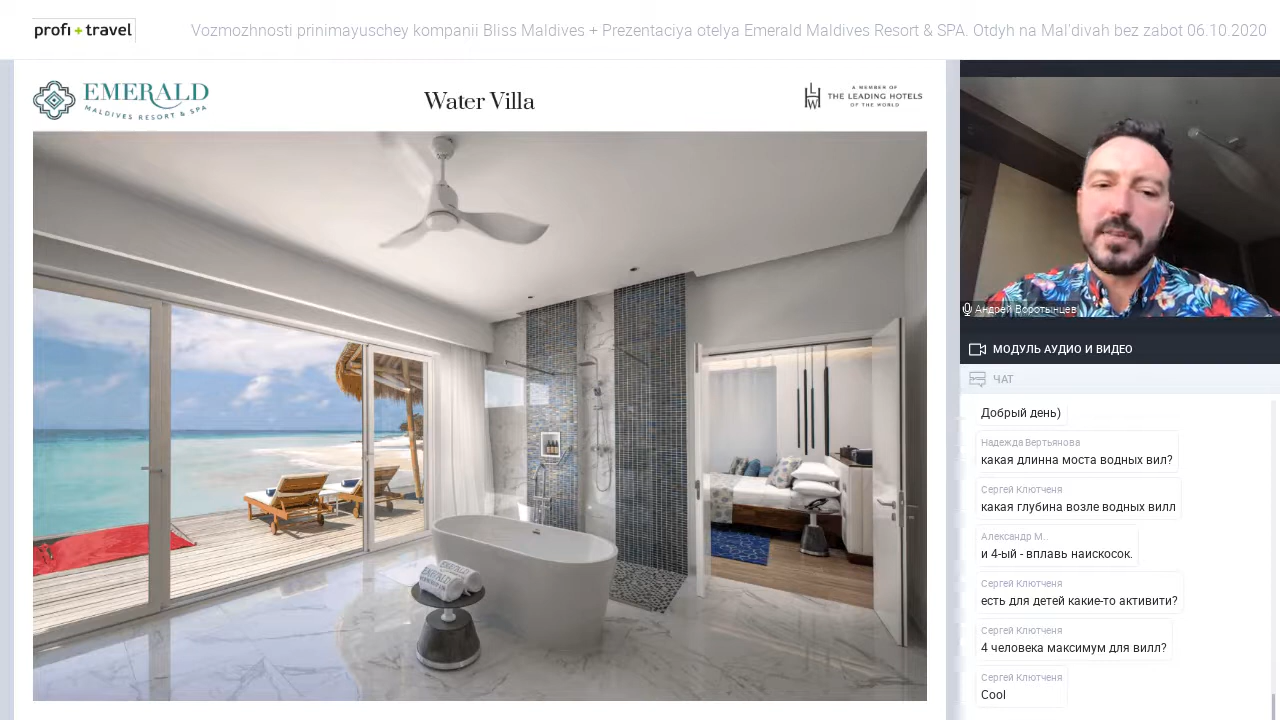 profi + travel
Vozmozhnosti prinimayuschey kompanii Bliss Maldives + Prezentaciya otelya Emerald Maldives Resort & SPA. Otdyh na Mal'divah bez zabot 06.10.2020
EMERALD
MALDIVES RESORT & SPA
Water Villa
A MEMBER OF
THE LEADING HOTELS
OF THE WORLD
LHW
Андрей Воротынцев
МОДУЛЬ АУДИО И ВИДЕО
ЧАТ
Добрый день)
Надежда Вертьянова
какая длинна моста водных вил?
Сергей Клютченя
какая глубина возле водных вилл
Александр М..
и 4-ый - вплавь наискосок.
Сергей Клютченя
есть для детей какие-то активити?
Сергей Клютченя
4 человека максимум для вилл?
Сергей Клютченя
Cool